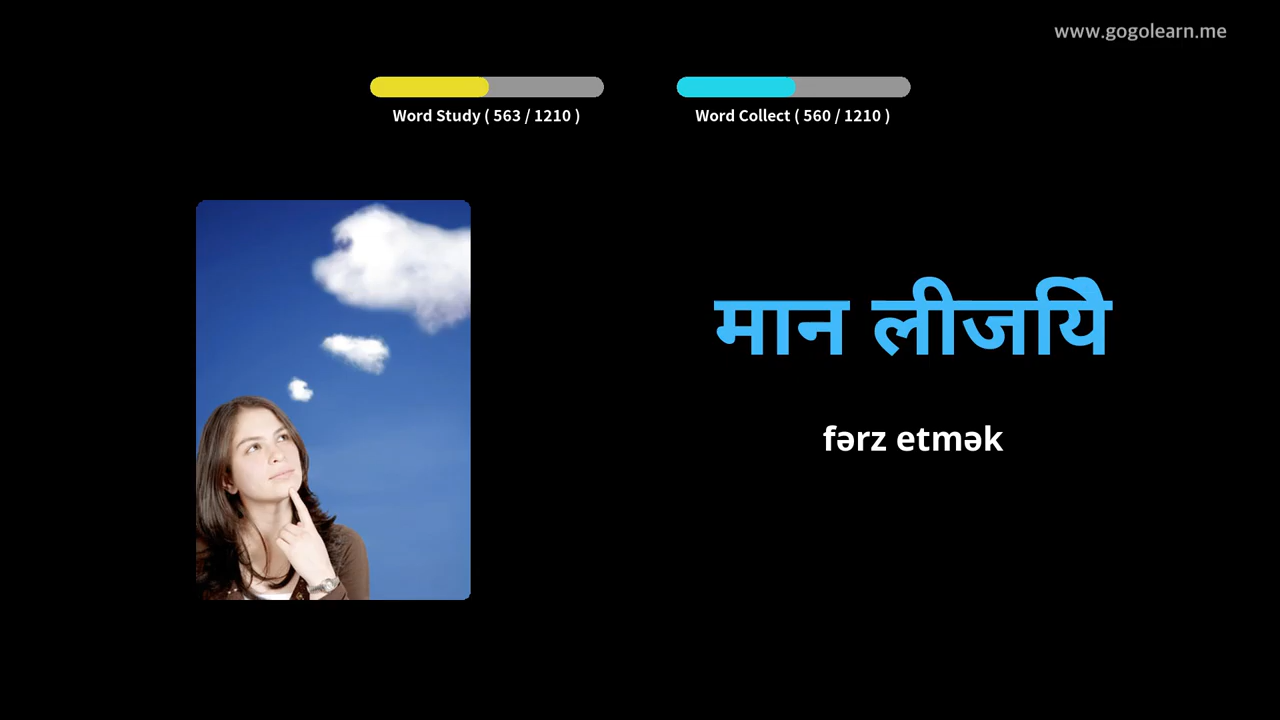 www.gogolearn.me
Word Study ( 563 / 1210 )
Word Collect ( 560 / 1210 )
मान लीजिये
fərz etmək